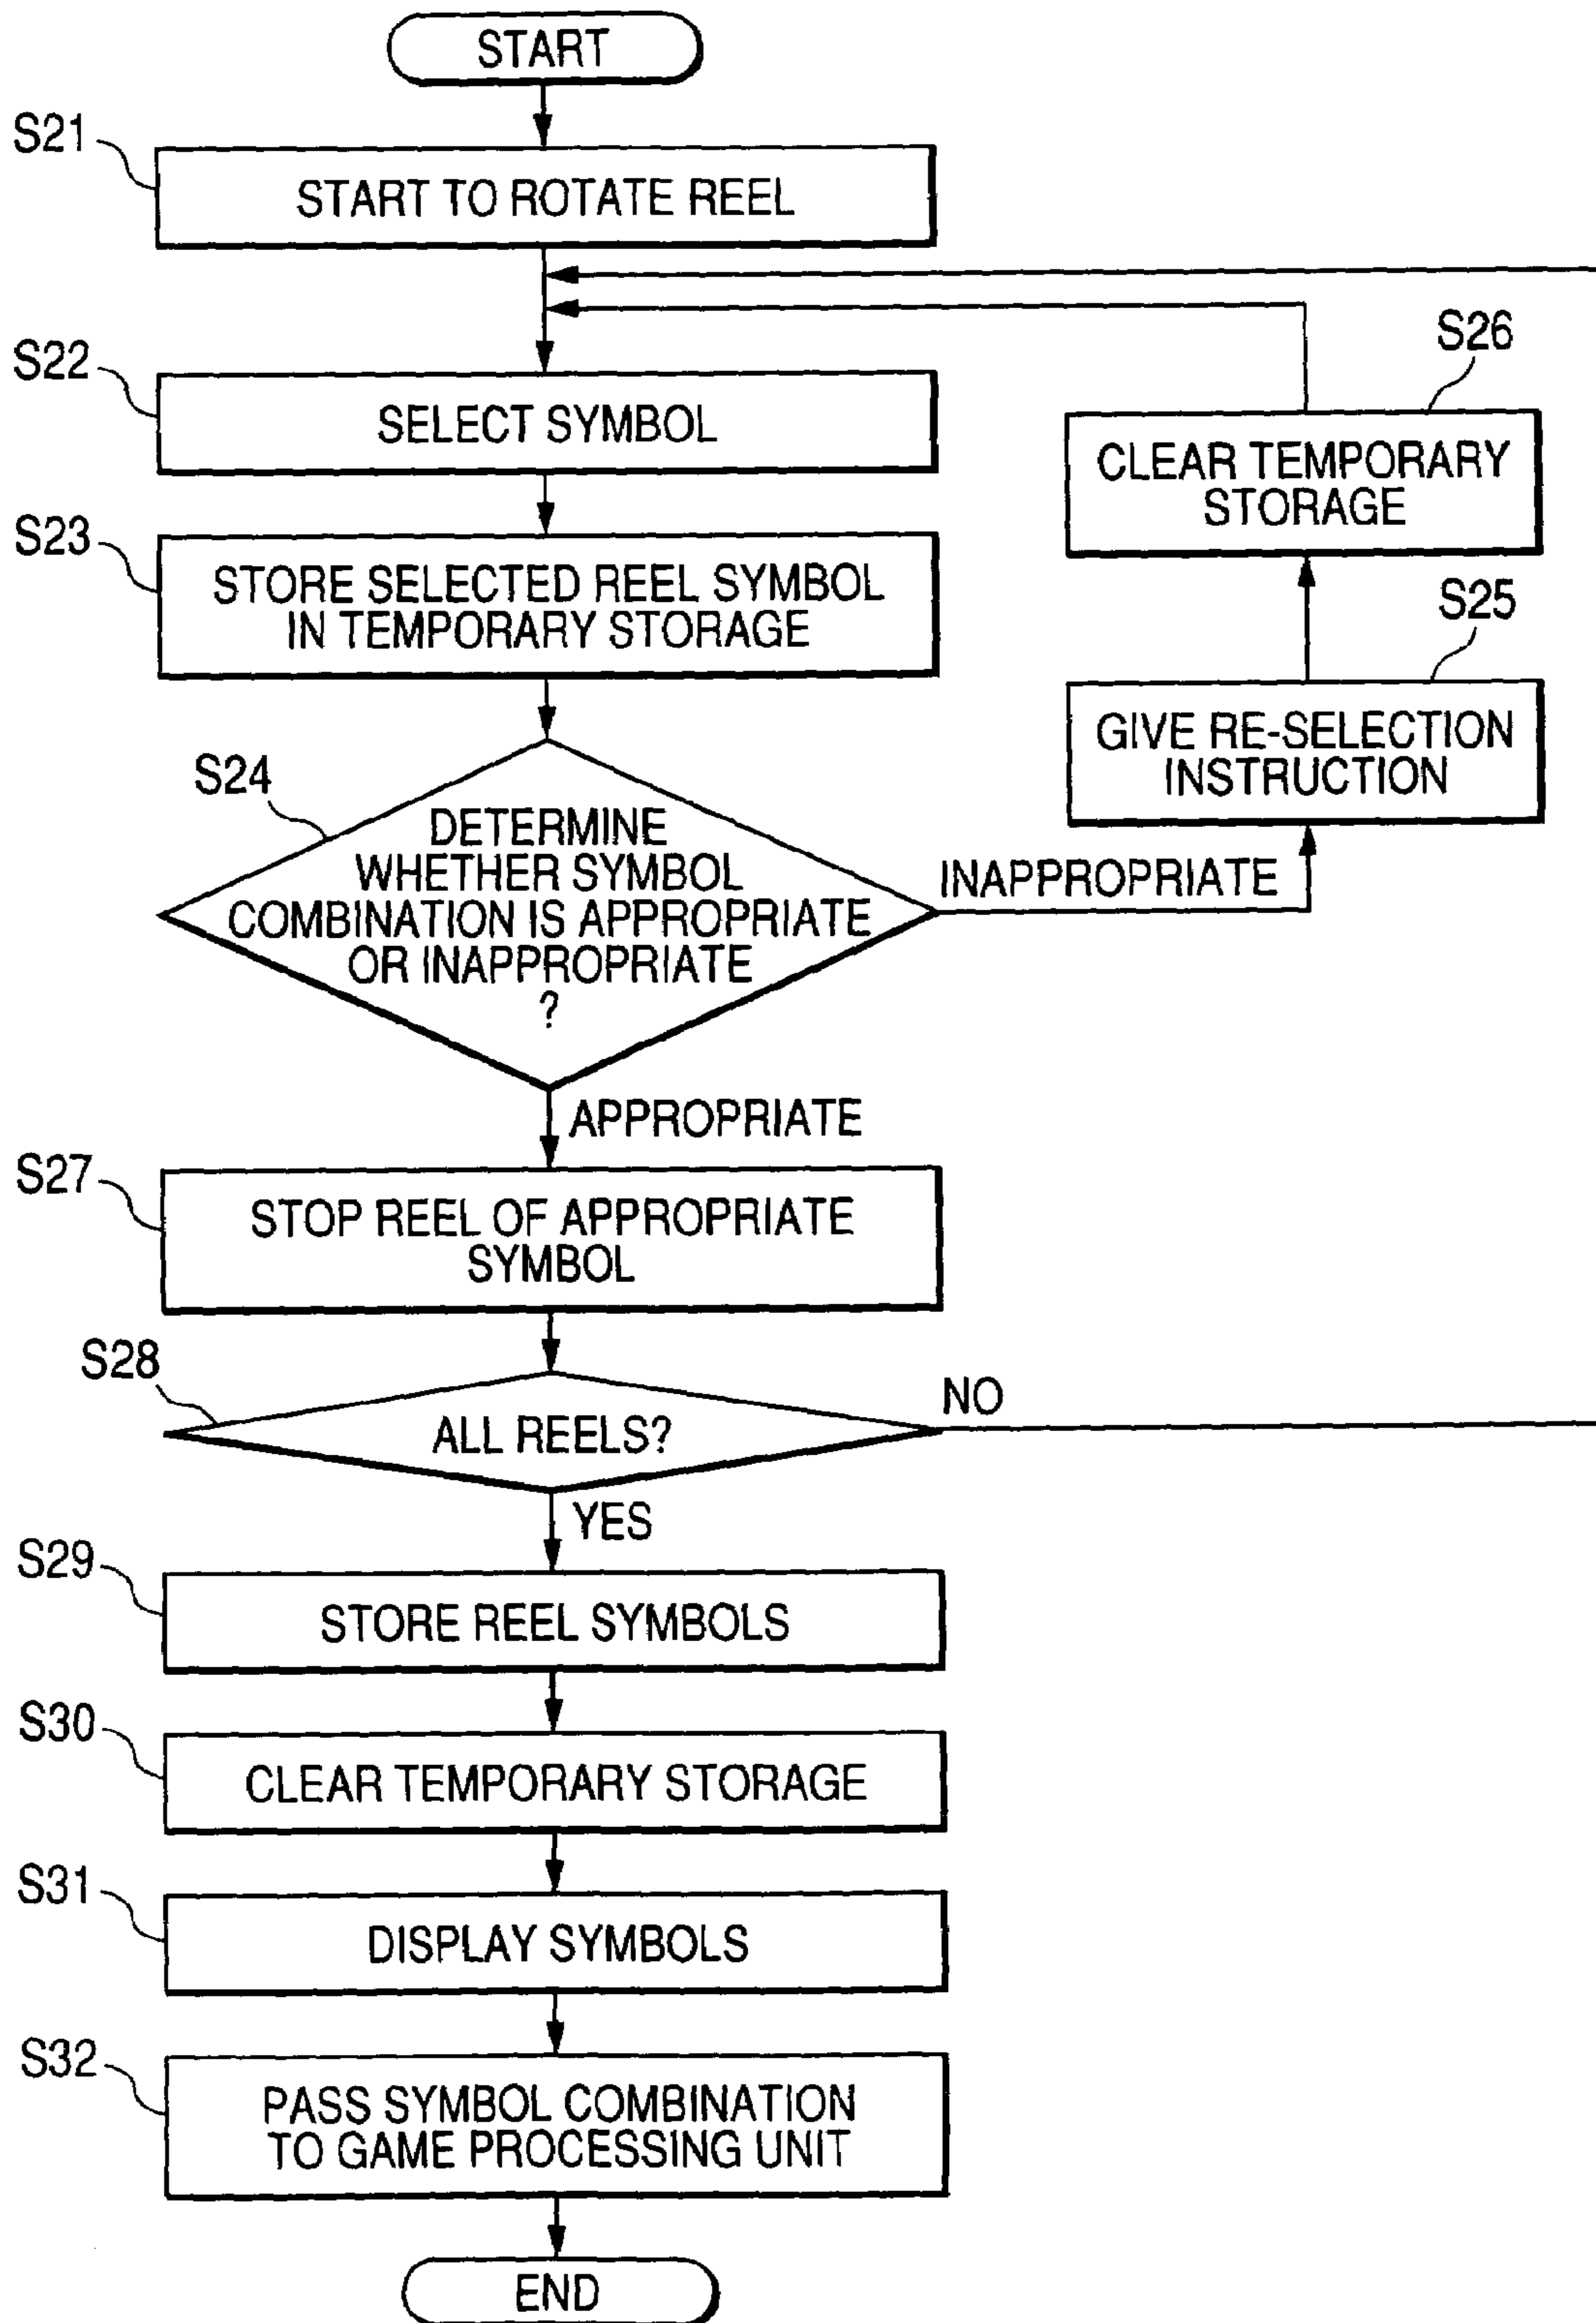 START
S21
START TO ROTATE REEL
S22
SELECT SYMBOL
S26
CLEAR TEMPORARY
STORAGE
S23
STORE SELECTED REEL SYMBOL
IN TEMPORARY STORAGE
S25
GIVE RE-SELECTION
INSTRUCTION
S24
DETERMINE
WHETHER SYMBOL
COMBINATION IS APPROPRIATE
OR INAPPROPRIATE
?
INAPPROPRIATE
APPROPRIATE
S27
STOP REEL OF APPROPRIATE
SYMBOL
S28
ALL REELS?
NO
YES
S29
STORE REEL SYMBOLS
S30
CLEAR TEMPORARY STORAGE
S31
DISPLAY SYMBOLS
S32
PASS SYMBOL COMBINATION
TO GAME PROCESSING UNIT
END